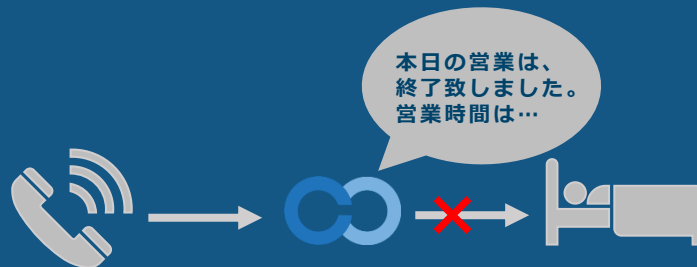 本日の営業は、
終了致しました。
営業時間は…